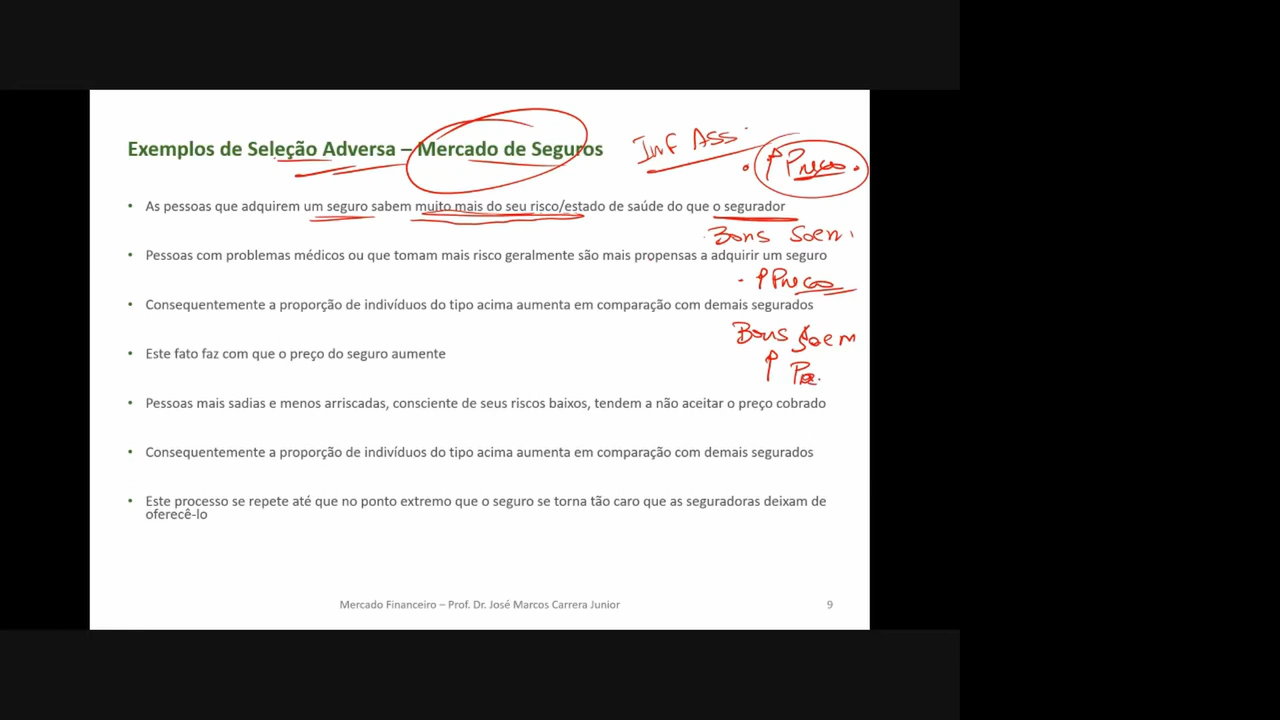 Exemplos de Seleção Adversa – Mercado de Seguros
Inf Ass.
↑ Preço
• As pessoas que adquirem um seguro sabem muito mais do seu risco/estado de saúde do que o segurador
Bons Saem
• Pessoas com problemas médicos ou que tomam mais risco geralmente são mais propensas a adquirir um seguro
↑ Preço
• Consequentemente a proporção de indivíduos do tipo acima aumenta em comparação com demais segurados
Bons Saem
• Este fato faz com que o preço do seguro aumente
↑ Pre.
• Pessoas mais sadias e menos arriscadas, consciente de seus riscos baixos, tendem a não aceitar o preço cobrado
• Consequentemente a proporção de indivíduos do tipo acima aumenta em comparação com demais segurados
• Este processo se repete até que no ponto extremo que o seguro se torna tão caro que as seguradoras deixam de
oferecê-lo
Mercado Financeiro – Prof. Dr. José Marcos Carrera Junior
9